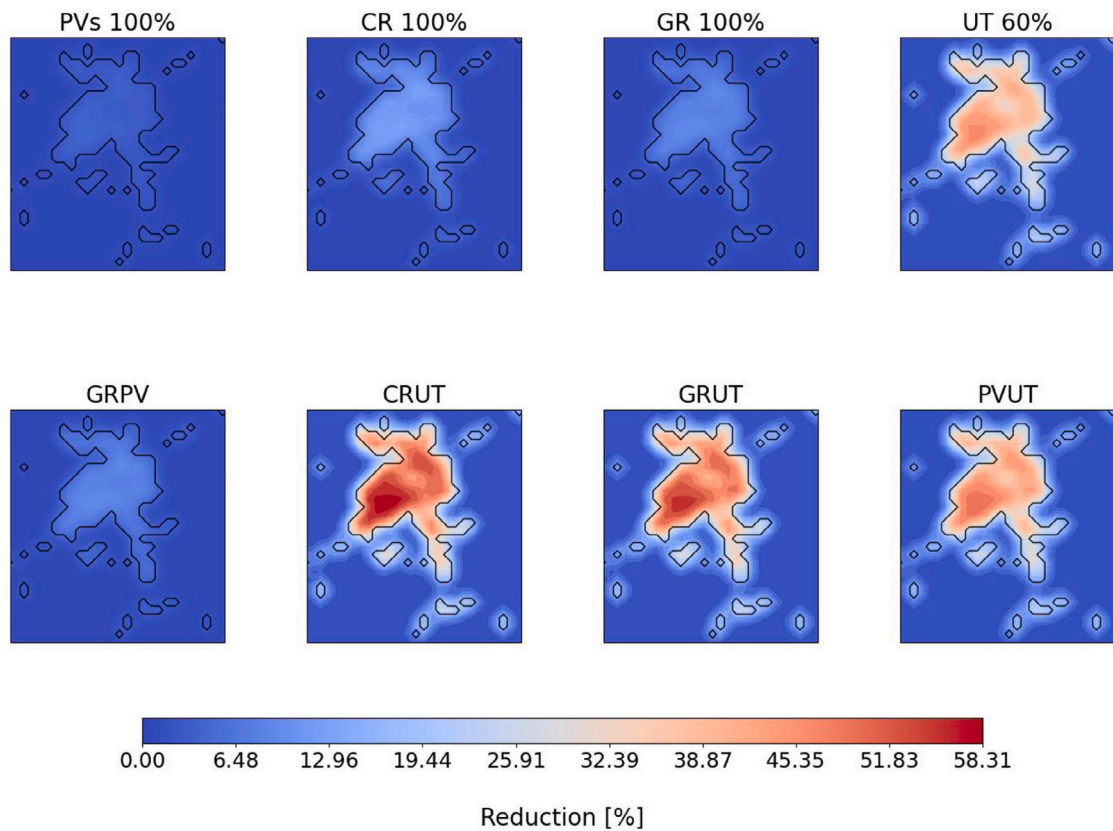 PVs 100% CR 100% GR 100% UT 60%
GRPV CRUT GRUT PVUT
0.00 6.48 12.96 19.44 25.91 32.39 38.87 45.35 51.83 58.31
Reduction [%]